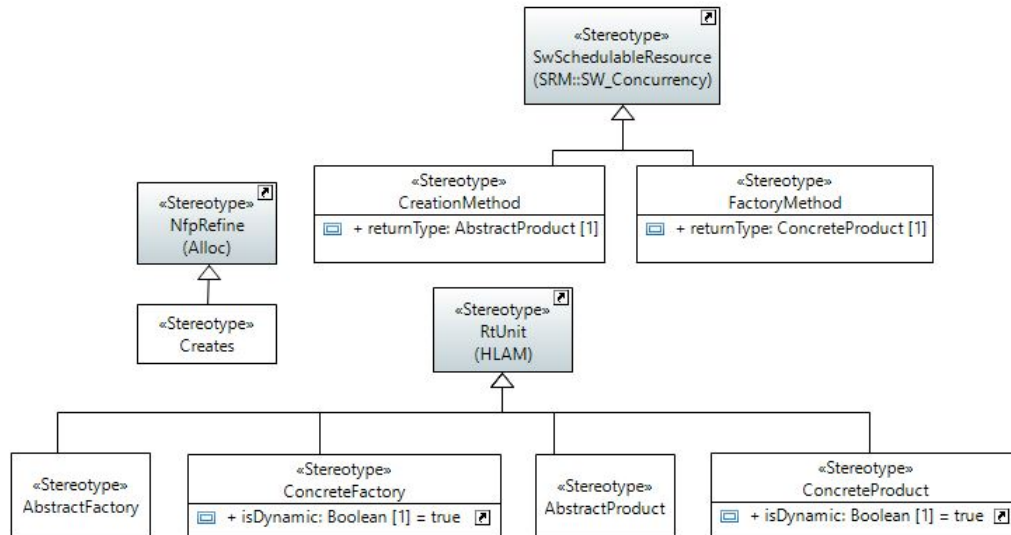 «Stereotype»
SwSchedulableResource
(SRM::SW_Concurrency)
«Stereotype»
CreationMethod
+ returnType: AbstractProduct [1]
«Stereotype»
FactoryMethod
+ returnType: ConcreteProduct [1]
«Stereotype»
NfpRefine
(Alloc)
«Stereotype»
Creates
«Stereotype»
RtUnit
(HLAM)
«Stereotype»
AbstractFactory
«Stereotype»
ConcreteFactory
+ isDynamic: Boolean [1] = true
«Stereotype»
AbstractProduct
«Stereotype»
ConcreteProduct
+ isDynamic: Boolean [1] = true